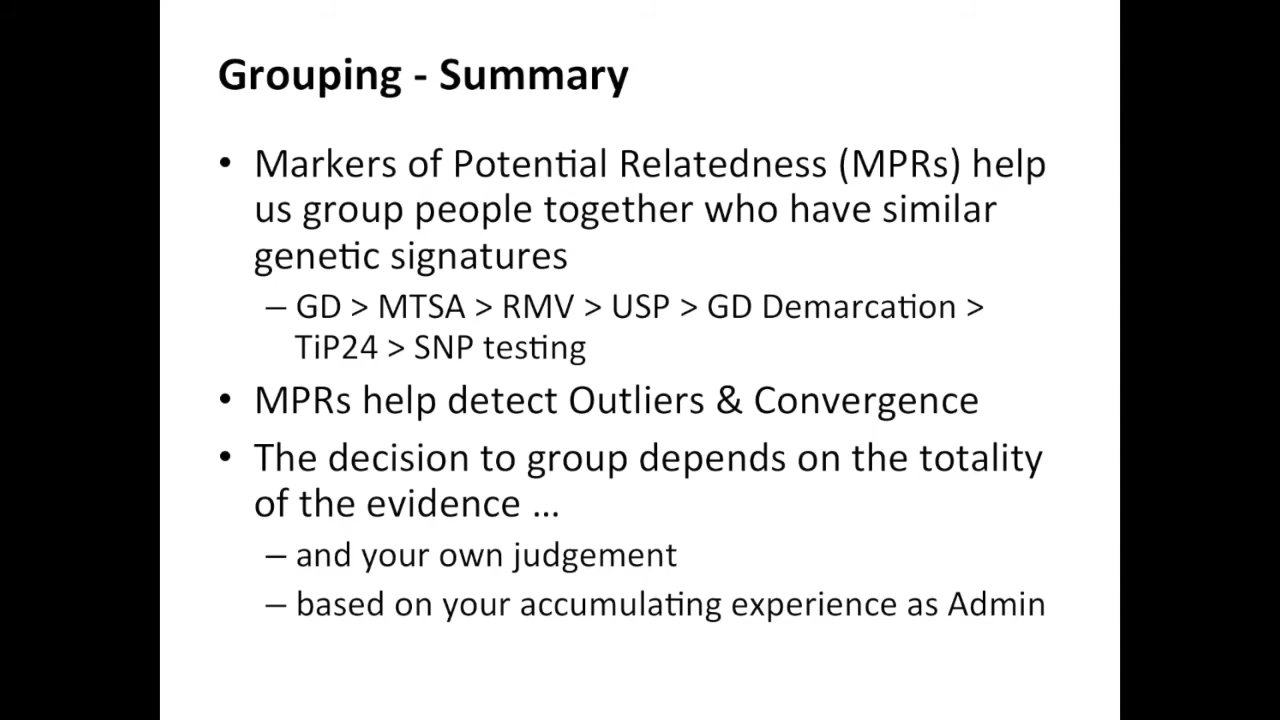 Grouping - Summary
• Markers of Potential Relatedness (MPRs) help
us group people together who have similar
genetic signatures
– GD > MTSA > RMV > USP > GD Demarcation >
TiP24 > SNP testing
• MPRs help detect Outliers & Convergence
• The decision to group depends on the totality
of the evidence …
– and your own judgement
– based on your accumulating experience as Admin